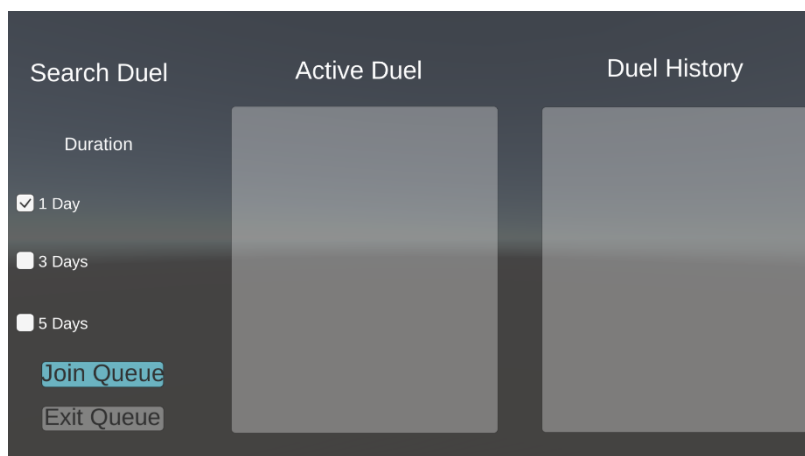 Search Duel
Duration
1 Day
3 Days
5 Days
Join Queue
Exit Queue
Active Duel
Duel History